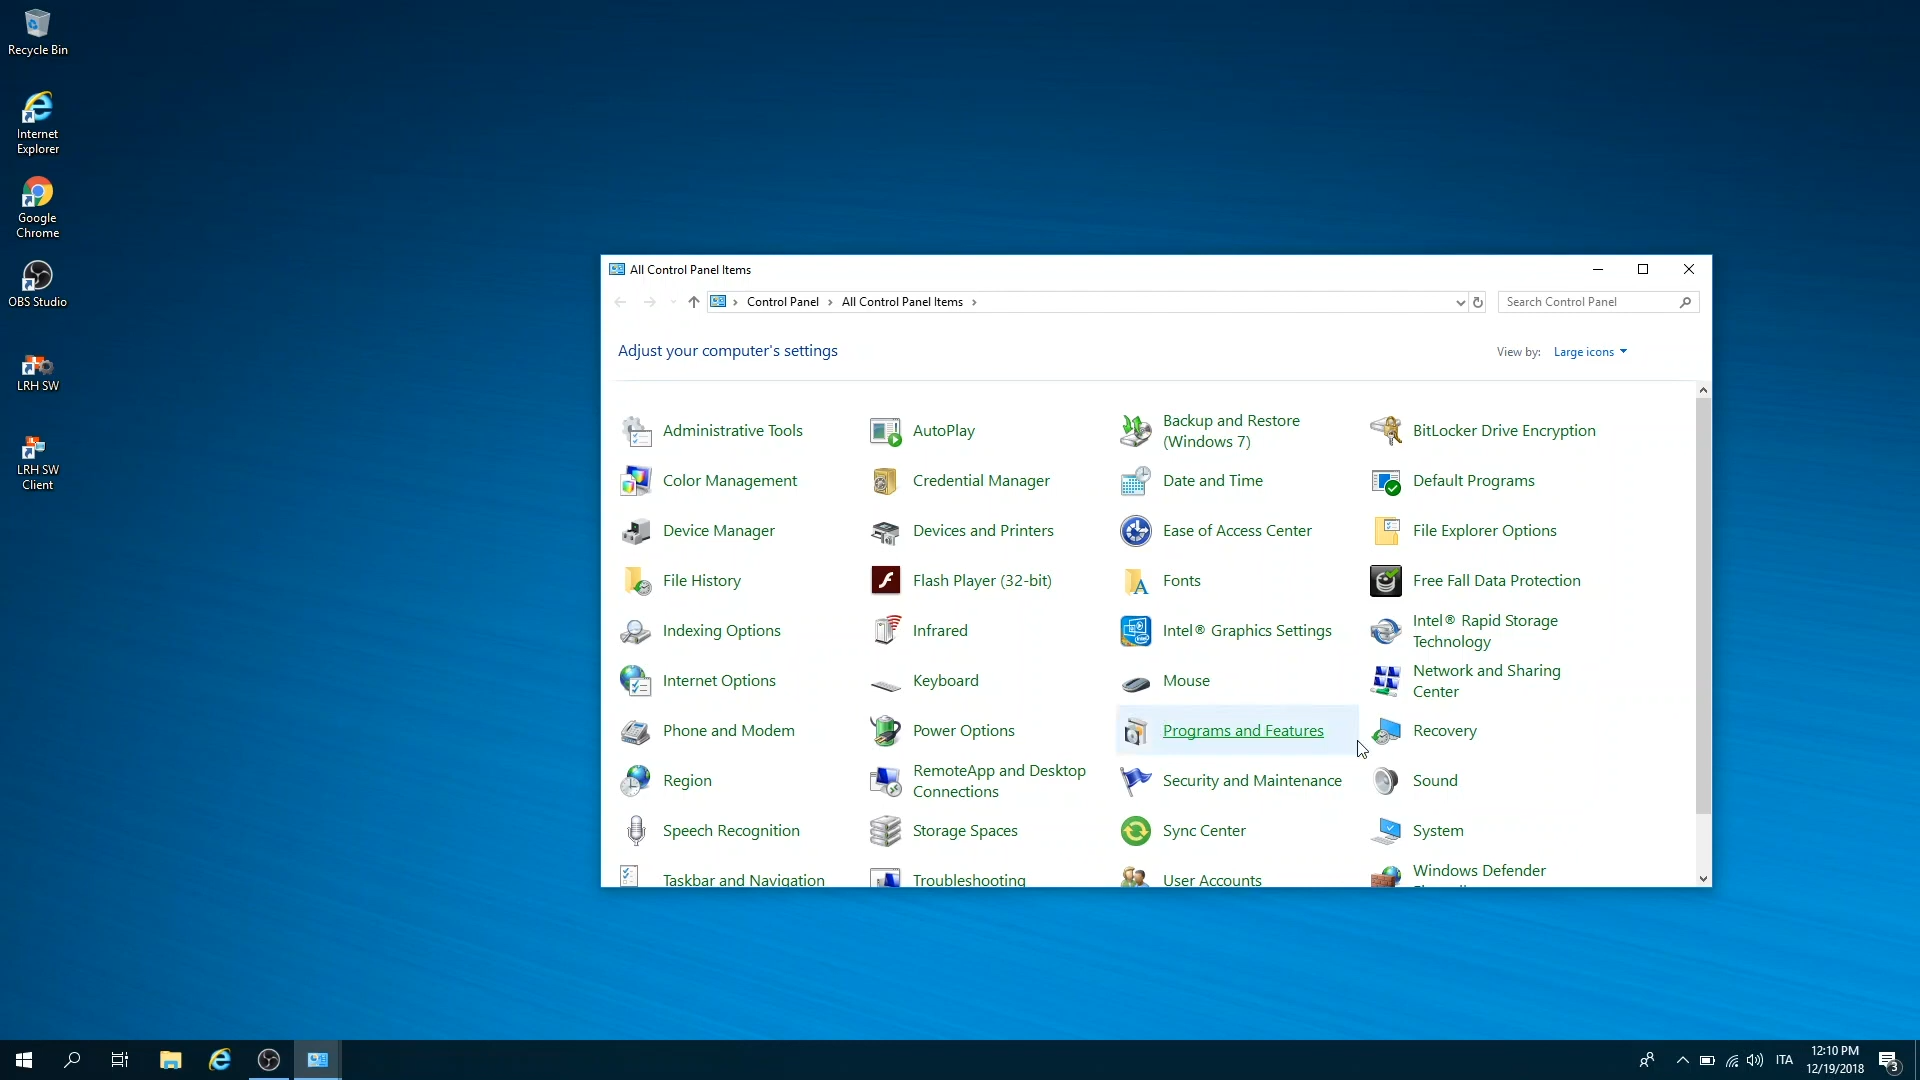 Recycle Bin
Internet
Explorer
Google
Chrome
OBS Studio
LRH SW
LRH SW
Client
All Control Panel Items
Control Panel
All Control Panel Items
Search Control Panel
Adjust your computer's settings
View by:
Large icons
Administrative Tools
AutoPlay
Backup and Restore
(Windows 7)
BitLocker Drive Encryption
Color Management
Credential Manager
Date and Time
Default Programs
Device Manager
Devices and Printers
Ease of Access Center
File Explorer Options
File History
Flash Player (32-bit)
Fonts
Free Fall Data Protection
Indexing Options
Infrared
Intel® Graphics Settings
Intel® Rapid Storage
Technology
Internet Options
Keyboard
Mouse
Network and Sharing
Center
Phone and Modem
Power Options
Programs and Features
Recovery
Region
RemoteApp and Desktop
Connections
Security and Maintenance
Sound
Speech Recognition
Storage Spaces
Sync Center
System
Taskbar and Navigation
Troubleshooting
User Accounts
Windows Defender
ITA
12:10 PM
12/19/2018
3